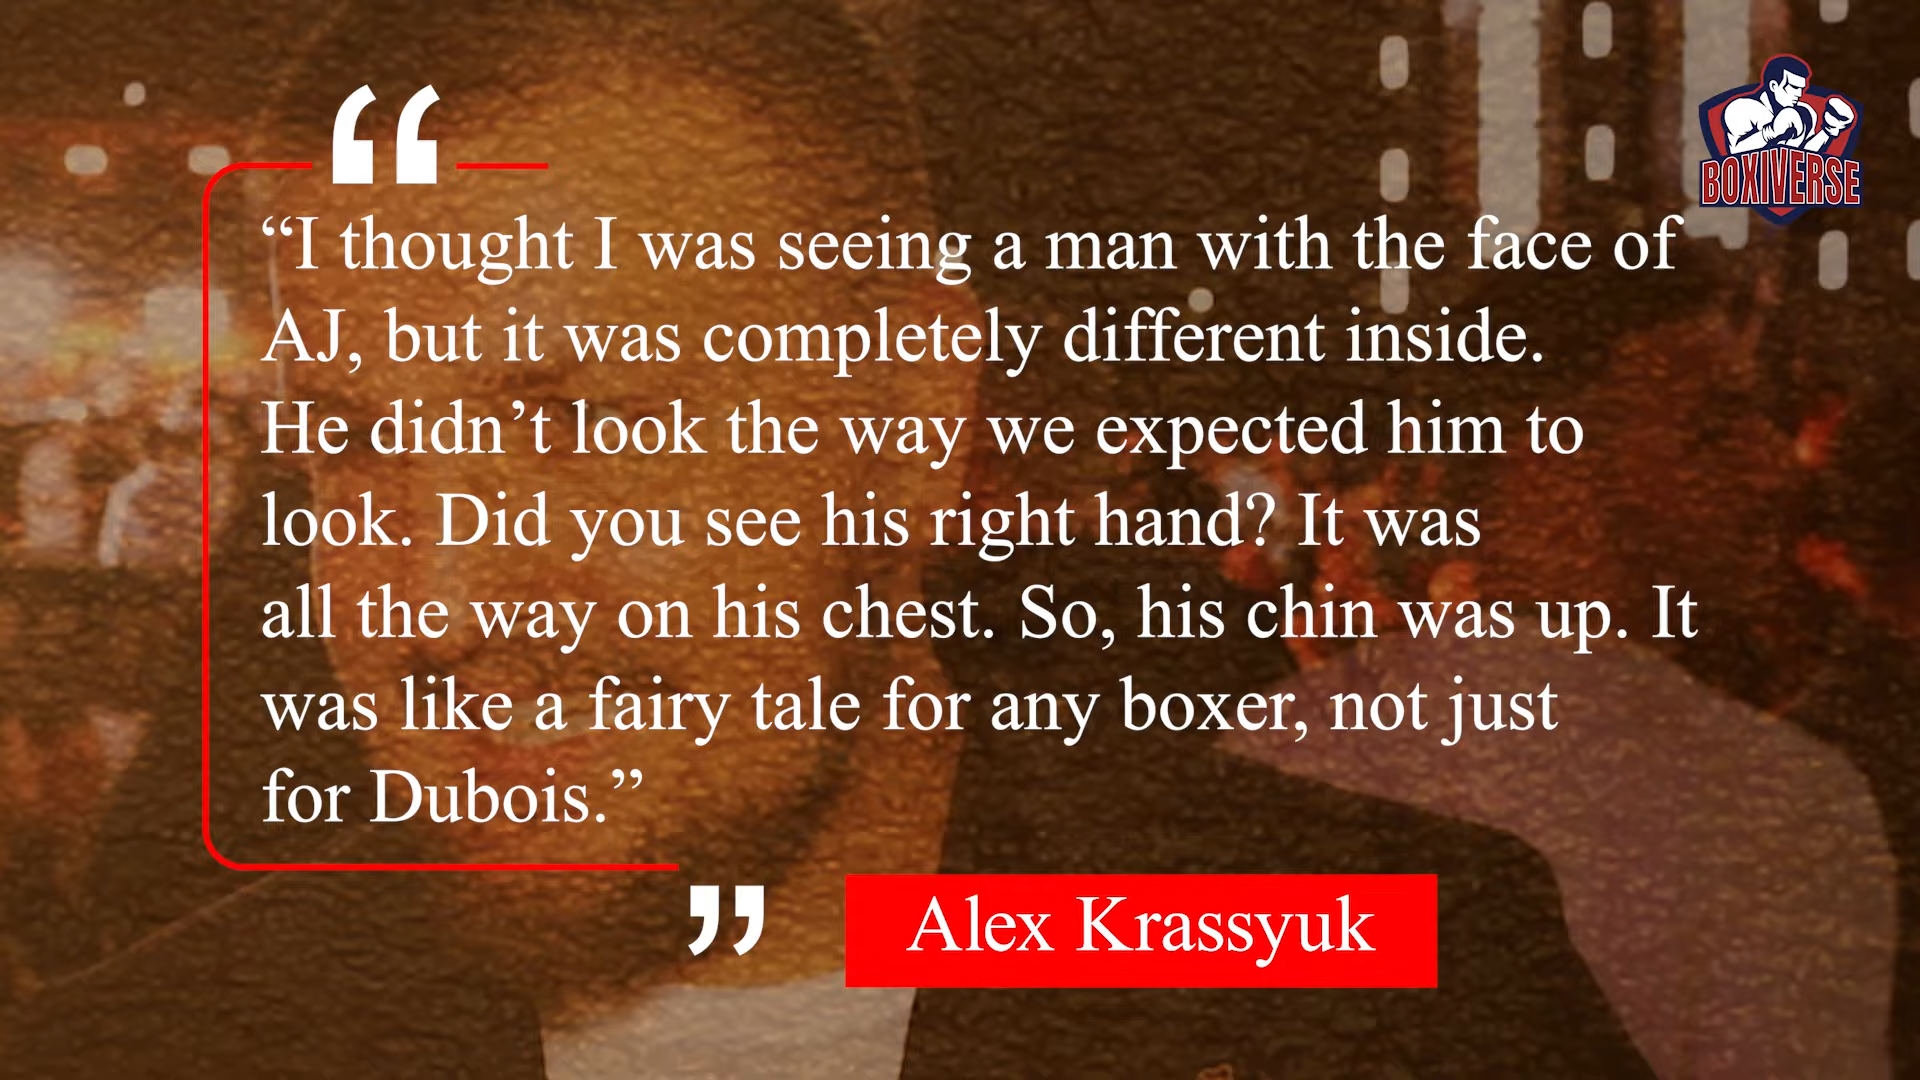 “I thought I was seeing a man with the face of
AJ, but it was completely different inside.
He didn’t look the way we expected him to
look. Did you see his right hand? It was
all the way on his chest. So, his chin was up. It
was like a fairy tale for any boxer, not just
for Dubois.”
Alex Krassyuk
BOXIVERSE